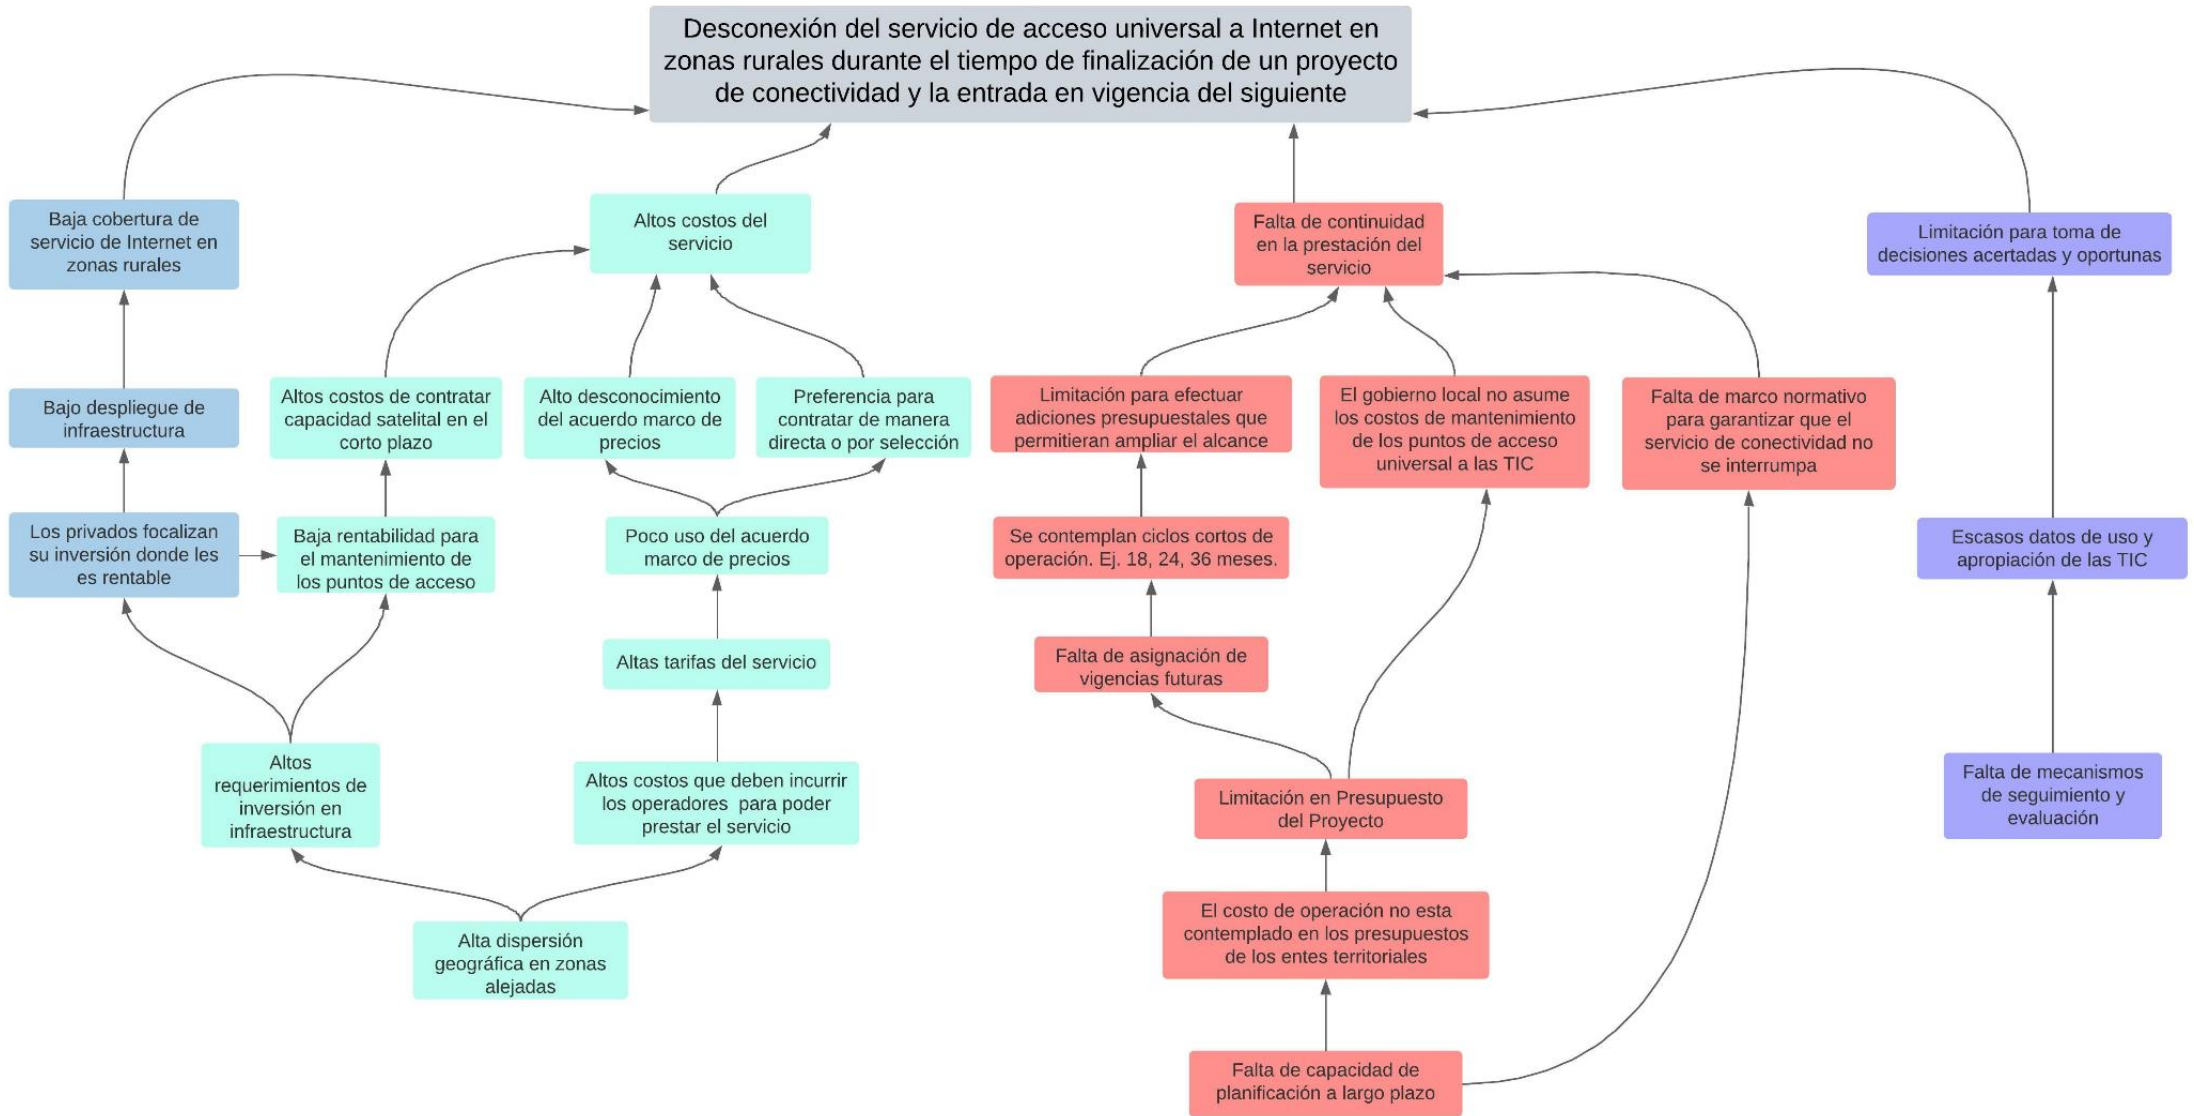 Desconexión del servicio de acceso universal a Internet en
zonas rurales durante el tiempo de finalización de un proyecto
de conectividad y la entrada en vigencia del siguiente
Baja cobertura de
servicio de Internet en
zonas rurales
Altos costos del
servicio
Falta de continuidad
en la prestación del
servicio
Limitación para toma de
decisiones acertadas y oportunas
Bajo despliegue de
infraestructura
Altos costos de contratar
capacidad satelital en el
corto plazo
Alto desconocimiento
del acuerdo marco de
precios
Preferencia para
contratar de manera
directa o por selección
Limitación para efectuar
adiciones presupuestales que
permitieran ampliar el alcance
El gobierno local no asume
los costos de mantenimiento
de los puntos de acceso
universal a las TIC
Falta de marco normativo
para garantizar que el
servicio de conectividad no
se interrumpa
Los privados focalizan
su inversión donde les
es rentable
Baja rentabilidad para
el mantenimiento de
los puntos de acceso
Poco uso del acuerdo
marco de precios
Se contemplan ciclos cortos de
operación. Ej. 18, 24, 36 meses.
Escasos datos de uso y
apropiación de las TIC
Altas tarifas del servicio
Falta de asignación de
vigencias futuras
Altos
requerimientos de
inversión en
infraestructura
Altos costos que deben incurrir
los operadores para poder
prestar el servicio
Limitación en Presupuesto
del Proyecto
Falta de mecanismos
de seguimiento y
evaluación
Alta dispersión
geográfica en zonas
alejadas
El costo de operación no esta
contemplado en los presupuestos
de los entes territoriales
Falta de capacidad de
planificación a largo plazo